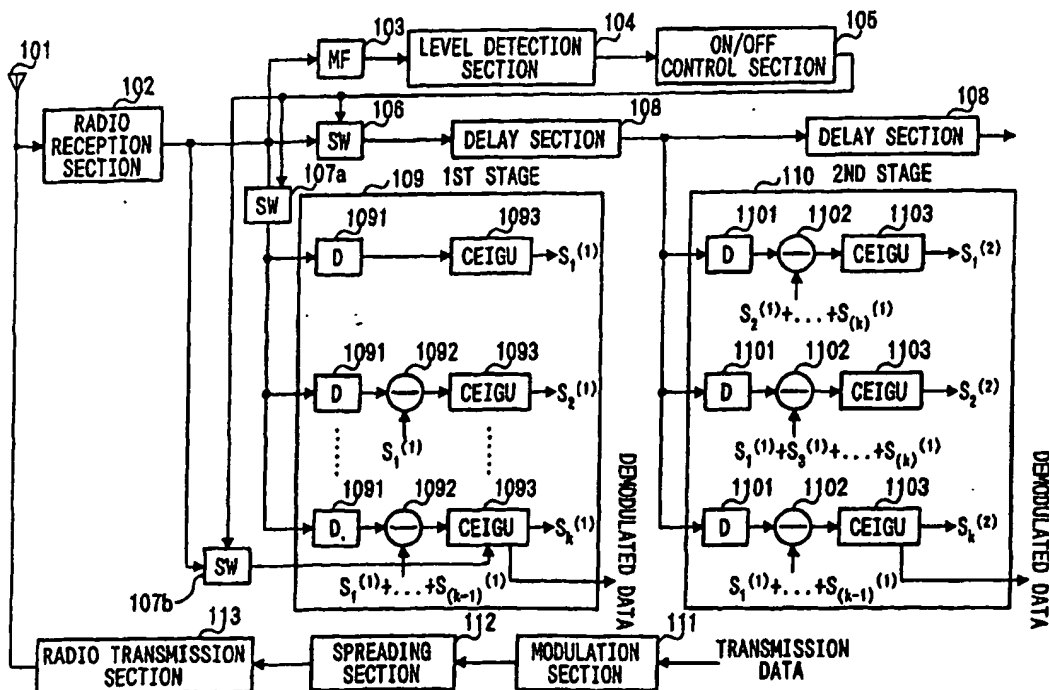 101
102
RADIO
RECEPTION
SECTION
103
MF
104
LEVEL DETECTION
SECTION
105
ON/OFF
CONTROL SECTION
106
SW
108
DELAY SECTION
108
DELAY SECTION
107a
SW
109
1ST STAGE
1091
D
1093
CEIGU
S₁⁽¹⁾
1091
D
1092
—
1093
CEIGU
S₂⁽¹⁾
S₁⁽¹⁾
1091
D.
1092
—
1093
CEIGU
Sₖ⁽¹⁾
S₁⁽¹⁾+...+S₍ₖ₋₁₎⁽¹⁾
DEMODULATED DATA
SW
107b
110
2ND STAGE
1101
D
1102
—
1103
CEIGU
S₁⁽²⁾
S₂⁽¹⁾+...+S₍ₖ₎⁽¹⁾
1101
D
1102
—
1103
CEIGU
S₂⁽²⁾
S₁⁽¹⁾+S₃⁽¹⁾+...+S₍ₖ₎⁽¹⁾
1101
D
1102
—
1103
CEIGU
Sₖ⁽²⁾
S₁⁽¹⁾+...+S₍ₖ₋₁₎⁽¹⁾
DEMODULATED DATA
113
RADIO TRANSMISSION
SECTION
112
SPREADING
SECTION
111
MODULATION
SECTION
TRANSMISSION
DATA